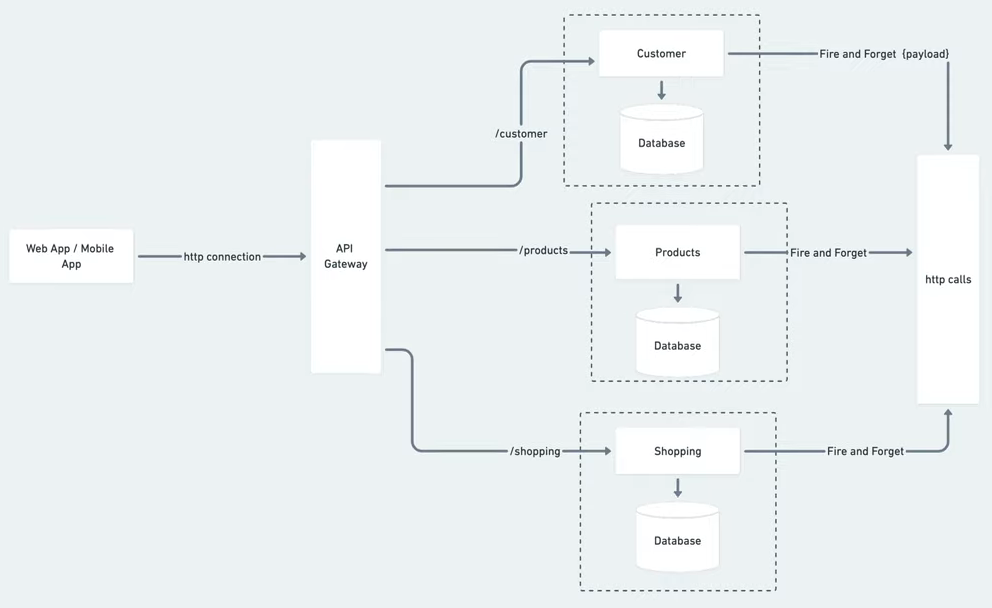 Web App / Mobile
App
http connection
API
Gateway
/customer
/products
/shopping
Customer
Database
Products
Database
Shopping
Database
Fire and Forget {payload}
Fire and Forget
Fire and Forget
http calls